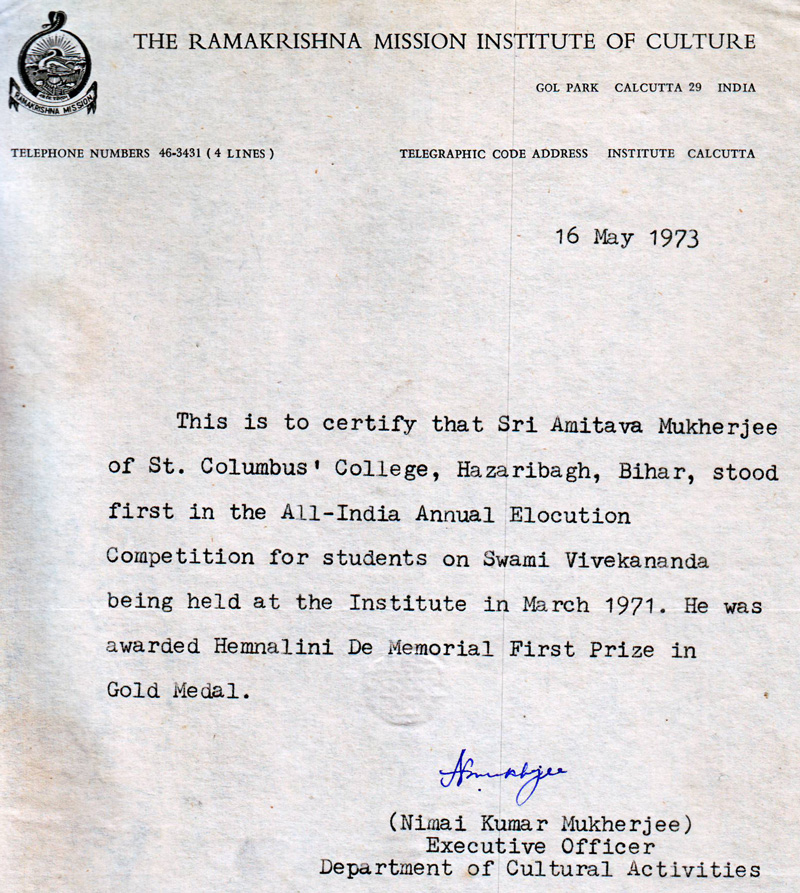 THE RAMAKRISHNA MISSION INSTITUTE OF CULTURE
RAMAKRISHNA MISSION
GOL PARK CALCUTTA 29 INDIA
TELEPHONE NUMBERS 46-3431 ( 4 LINES ) TELEGRAPHIC CODE ADDRESS INSTITUTE CALCUTTA
16 May 1973
This is to certify that Sri Amitava Mukherjee
of St. Columbus' College, Hazaribagh, Bihar, stood
first in the All-India Annual Elocution
Competition for students on Swami Vivekananda
being held at the Institute in March 1971. He was
awarded Hemnalini De Memorial First Prize in
Gold Medal.
(Nimai Kumar Mukherjee)
Executive Officer
Department of Cultural Activities